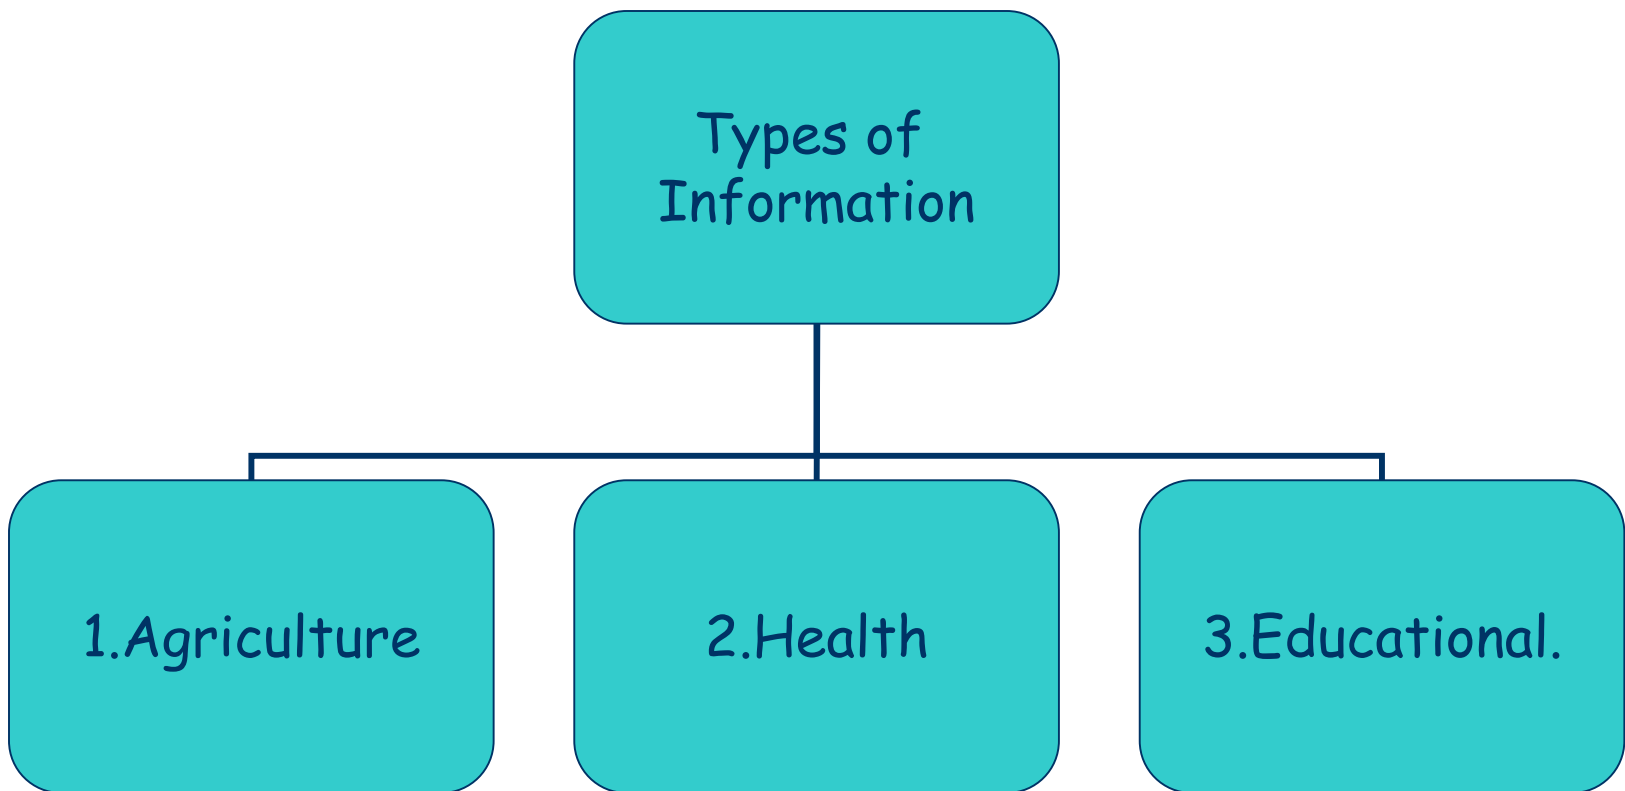 Types of
Information
1.Agriculture
2.Health
3.Educational.